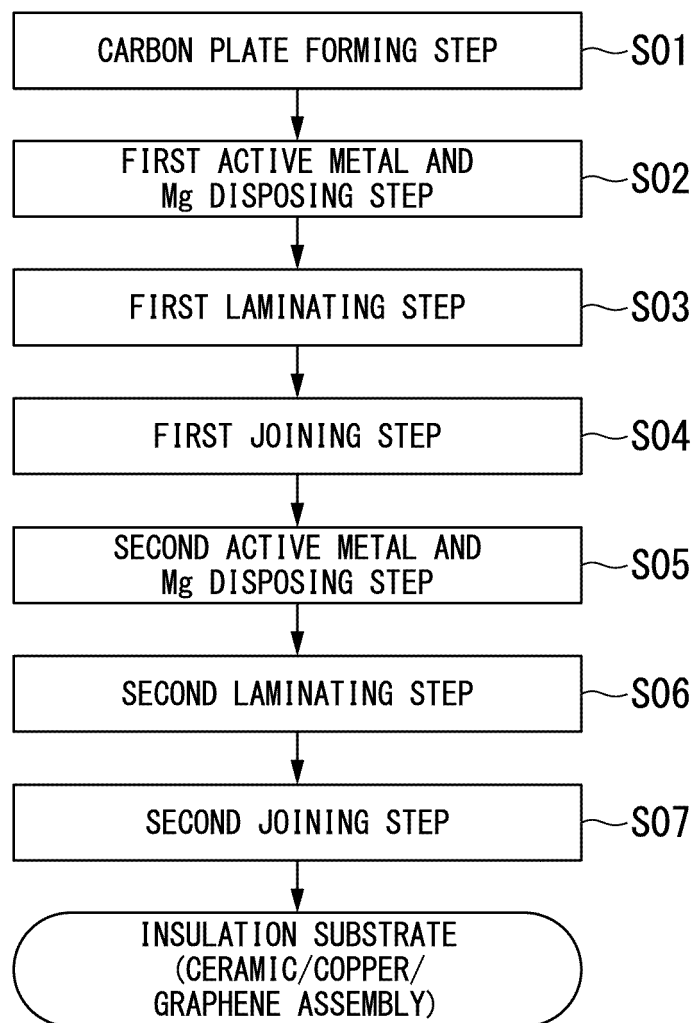 CARBON PLATE FORMING STEP
S01
FIRST ACTIVE METAL AND
Mg DISPOSING STEP
S02
FIRST LAMINATING STEP
S03
FIRST JOINING STEP
S04
SECOND ACTIVE METAL AND
Mg DISPOSING STEP
S05
SECOND LAMINATING STEP
S06
SECOND JOINING STEP
S07
INSULATION SUBSTRATE
(CERAMIC/COPPER/
GRAPHENE ASSEMBLY)